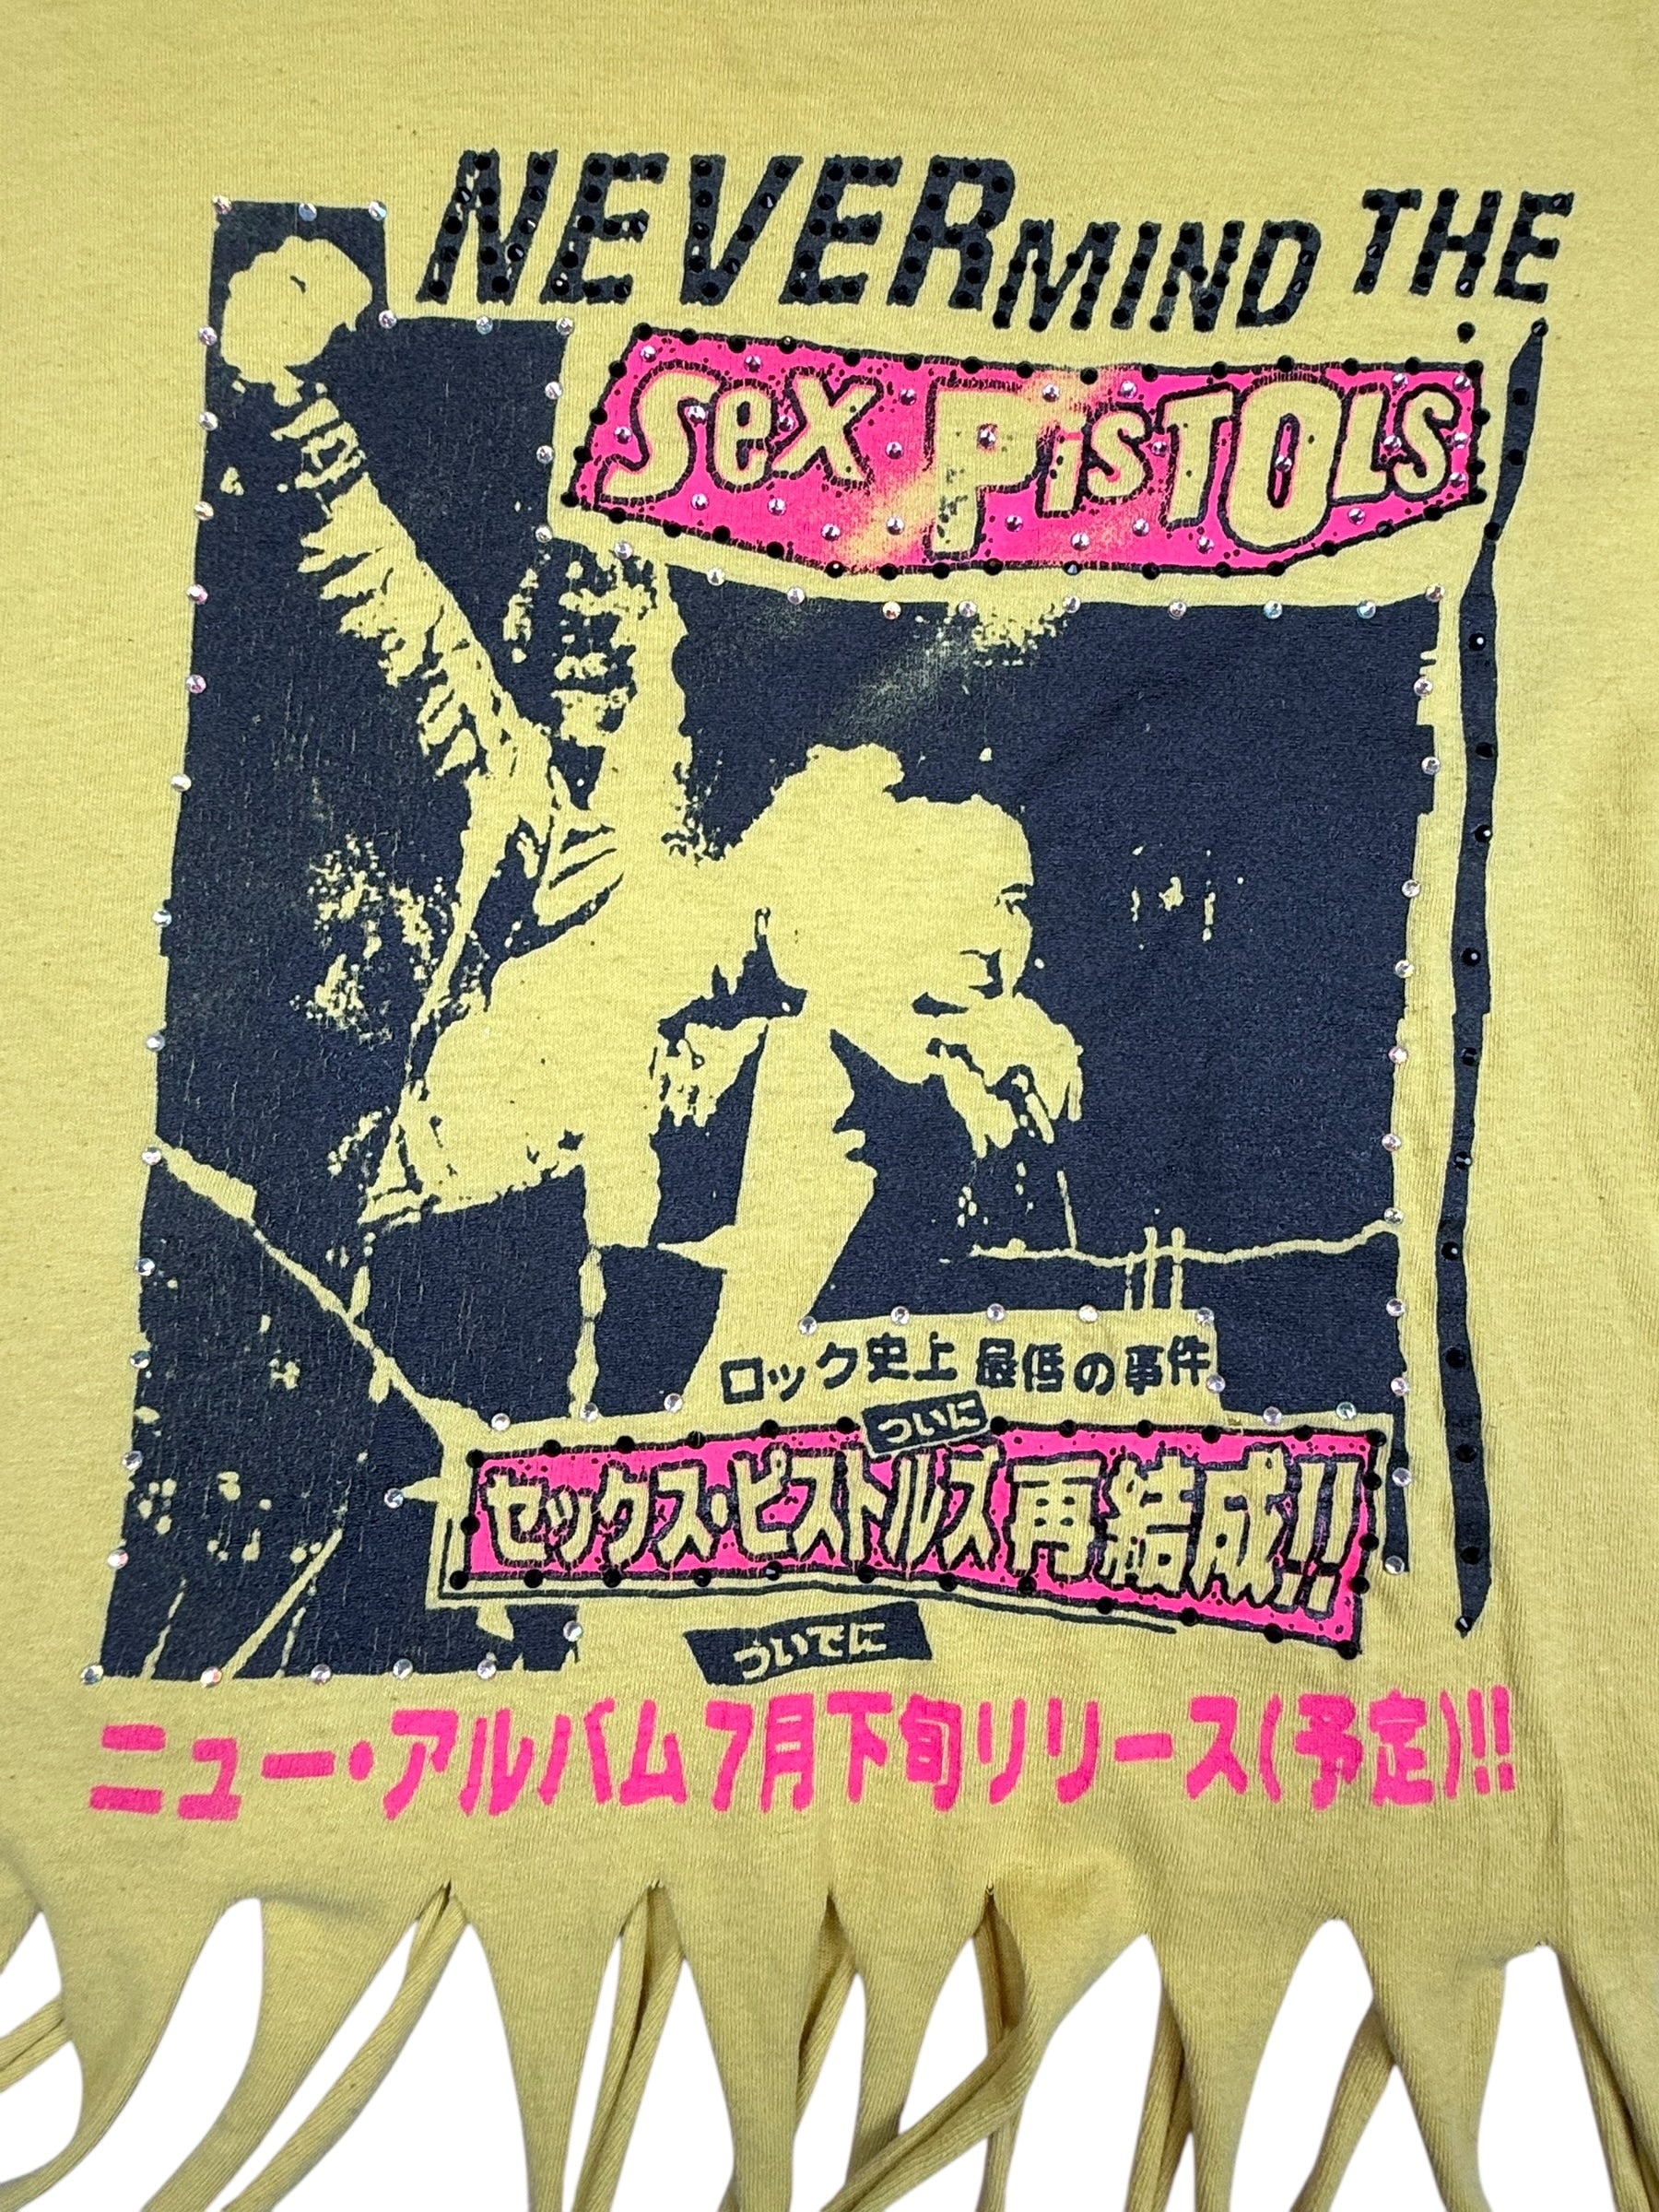 NEVER MIND THE
SEX PISTOLS
ロック史上 最低の事件
ついに
セックス・ピストルズ再結成!!
ついでに
ニュー・アルバム7月下旬リリース(予定)!!